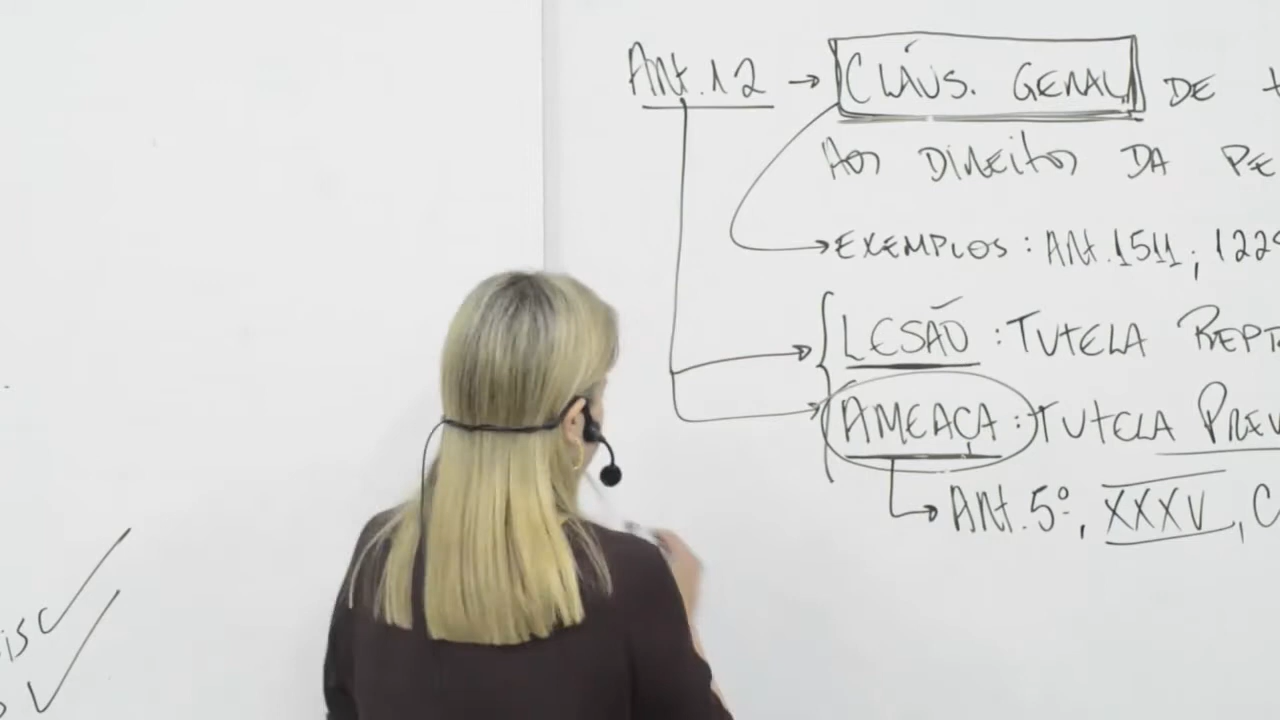 Art. 12 → CLÁUS. GERAL DE
AOS DIREITOS DA PE
EXEMPLOS : ART. 1511 ; 122
LESÃO : TUTELA REP
AMEAÇA : TUTELA PREV
Art. 5º, XXXV, C
isc